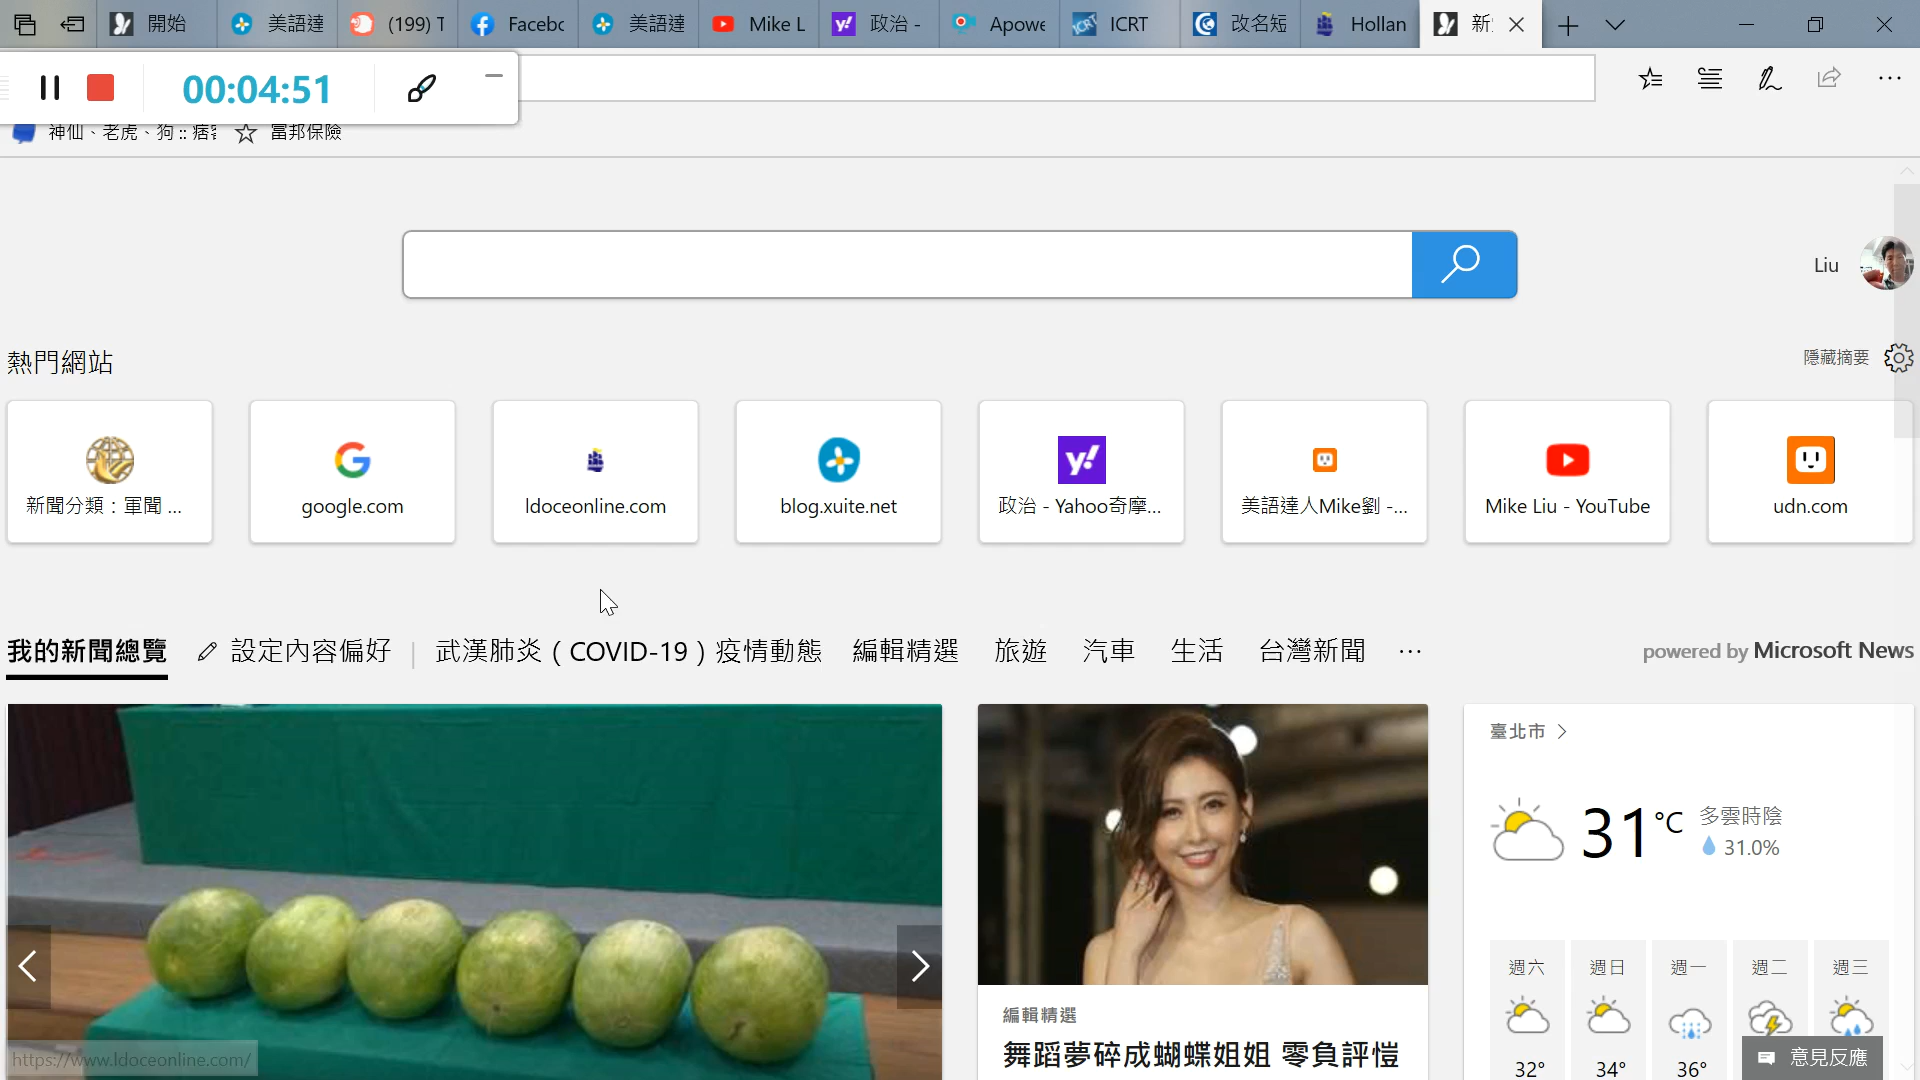 開始
美語達
(199) T
Facebo
美語達
Mike L
政治 -
Apowe
ICRT
改名短
Hollan
新
00:04:51
神仙、老虎、狗 :: 痞客
富邦保險
Liu
熱門網站
隱藏摘要
新聞分類：軍聞 ...
google.com
ldoceonline.com
blog.xuite.net
政治 - Yahoo奇摩...
美語達人Mike劉 -...
Mike Liu - YouTube
udn.com
我的新聞總覽
設定內容偏好
武漢肺炎（COVID-19）疫情動態
編輯精選
旅遊
汽車
生活
台灣新聞
...
powered by Microsoft News
臺北市
31°C
多雲時陰
31.0%
週六
週日
週一
週二
週三
32°
34°
36°
編輯精選
舞蹈夢碎成蝴蝶姐姐 零負評愷
https://www.ldoceonline.com/
意見反應